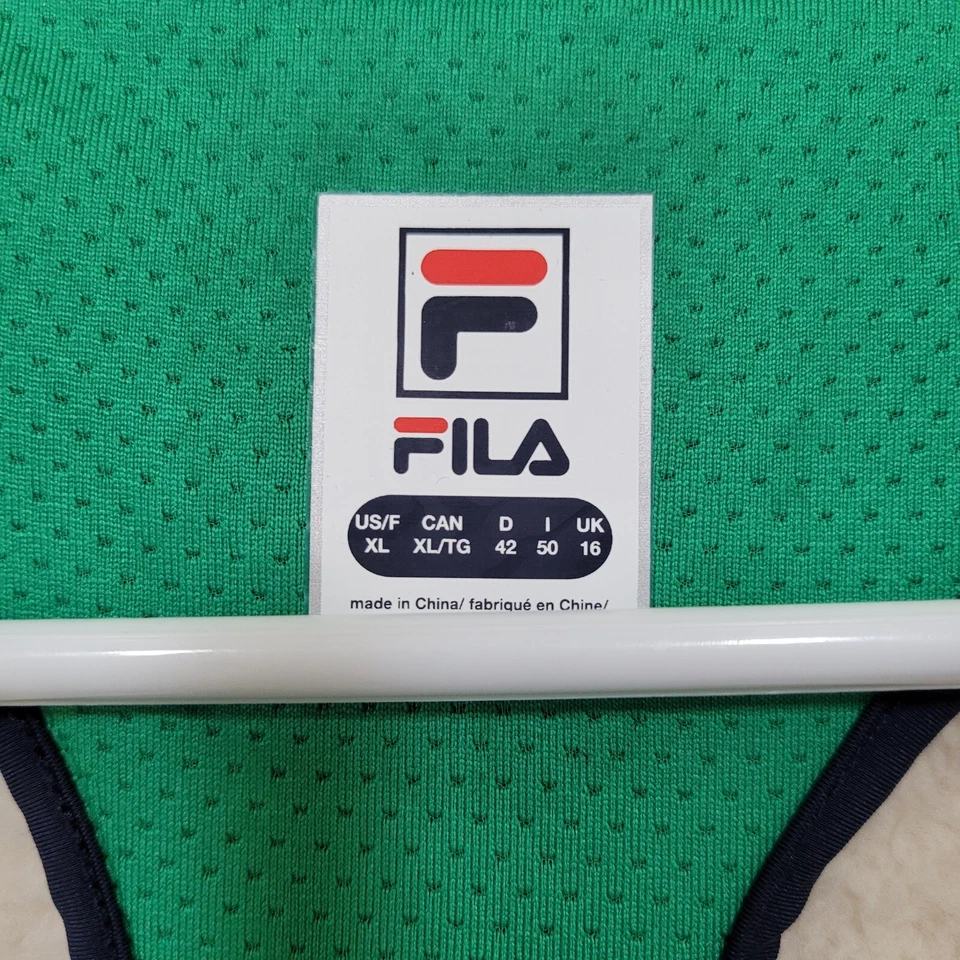 F
FILA
US/F CAN D I UK
XL XL/TG 42 50 16
made in China/ fabriqué en Chine/